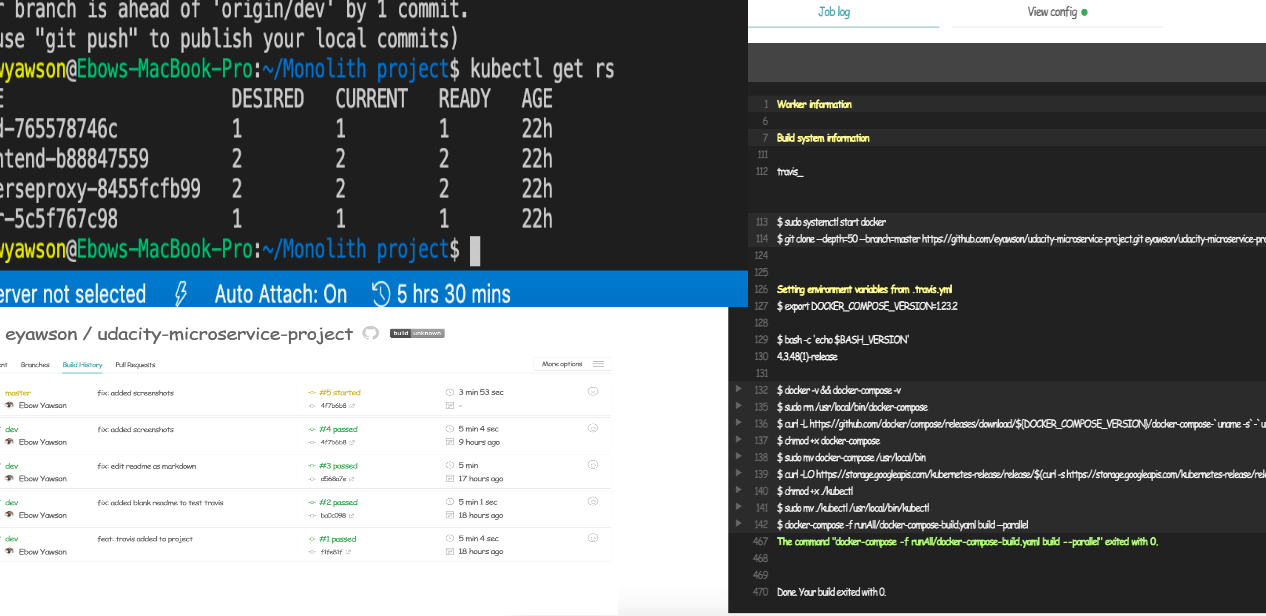 r branch is ahead of 'origin/dev' by 1 commit.
use "git push" to publish your local commits)
wyawson@Ebows-MacBook-Pro:~/Monolith project$ kubectl get rs
E DESIRED CURRENT READY AGE
d-765578746c 1 1 1 22h
ntend-b88847559 2 2 2 22h
erseproxy-8455fcfb99 2 2 2 22h
r-5c5f767c98 1 1 1 22h
wyawson@Ebows-MacBook-Pro:~/Monolith project$
erver not selected Auto Attach: On 5 hrs 30 mins
eyawson / udacity-microservice-project build unknown
nt Branches Build History Pull Requests More options
master fix: added screenshots #5 started 3 min 53 sec
Ebow Yawson 4f7b6b8 -
dev fix: added screenshots #4 passed 5 min 4 sec
Ebow Yawson 4f7b6b8 9 hours ago
dev fix: edit readme as markdown #3 passed 5 min
Ebow Yawson d568a7e 17 hours ago
dev fix: added blank readme to test travis #2 passed 5 min 1 sec
Ebow Yawson ba0c098 18 hours ago
dev feat: travis added to project #1 passed 5 min 4 sec
Ebow Yawson 18 hours ago
Job log View config
1 Worker information
6
7 Build system information
111
112 travis_
113 $ sudo systemctl start docker
114 $ git clone --depth=50 --branch=master https://github.com/eyawson/udacity-microservice-project.git eyawson/udacity-microservice-pro
124
125
126 Setting environment variables from .travis.yml
127 $ export DOCKER_COMPOSE_VERSION=1.23.2
128
129 $ bash -c 'echo $BASH_VERSION'
130 4.3.48(1)-release
131
132 $ docker -v && docker-compose -v
135 $ sudo rm /usr/local/bin/docker-compose
136 $ curl -L https://github.com/docker/compose/releases/download/${DOCKER_COMPOSE_VERSION}/docker-compose-`uname -s`-`u
137 $ chmod +x docker-compose
138 $ sudo mv docker-compose /usr/local/bin
139 $ curl -LO https://storage.googleapis.com/kubernetes-release/release/$(curl -s https://storage.googleapis.com/kubernetes-release/rel
140 $ chmod +x ./kubectl
141 $ sudo mv ./kubectl /usr/local/bin/kubectl
142 $ docker-compose -f runAll/docker-compose-build.yaml build --parallel
467 The command "docker-compose -f runAll/docker-compose-build.yaml build --parallel" exited with 0.
468
469
470 Done. Your build exited with 0.